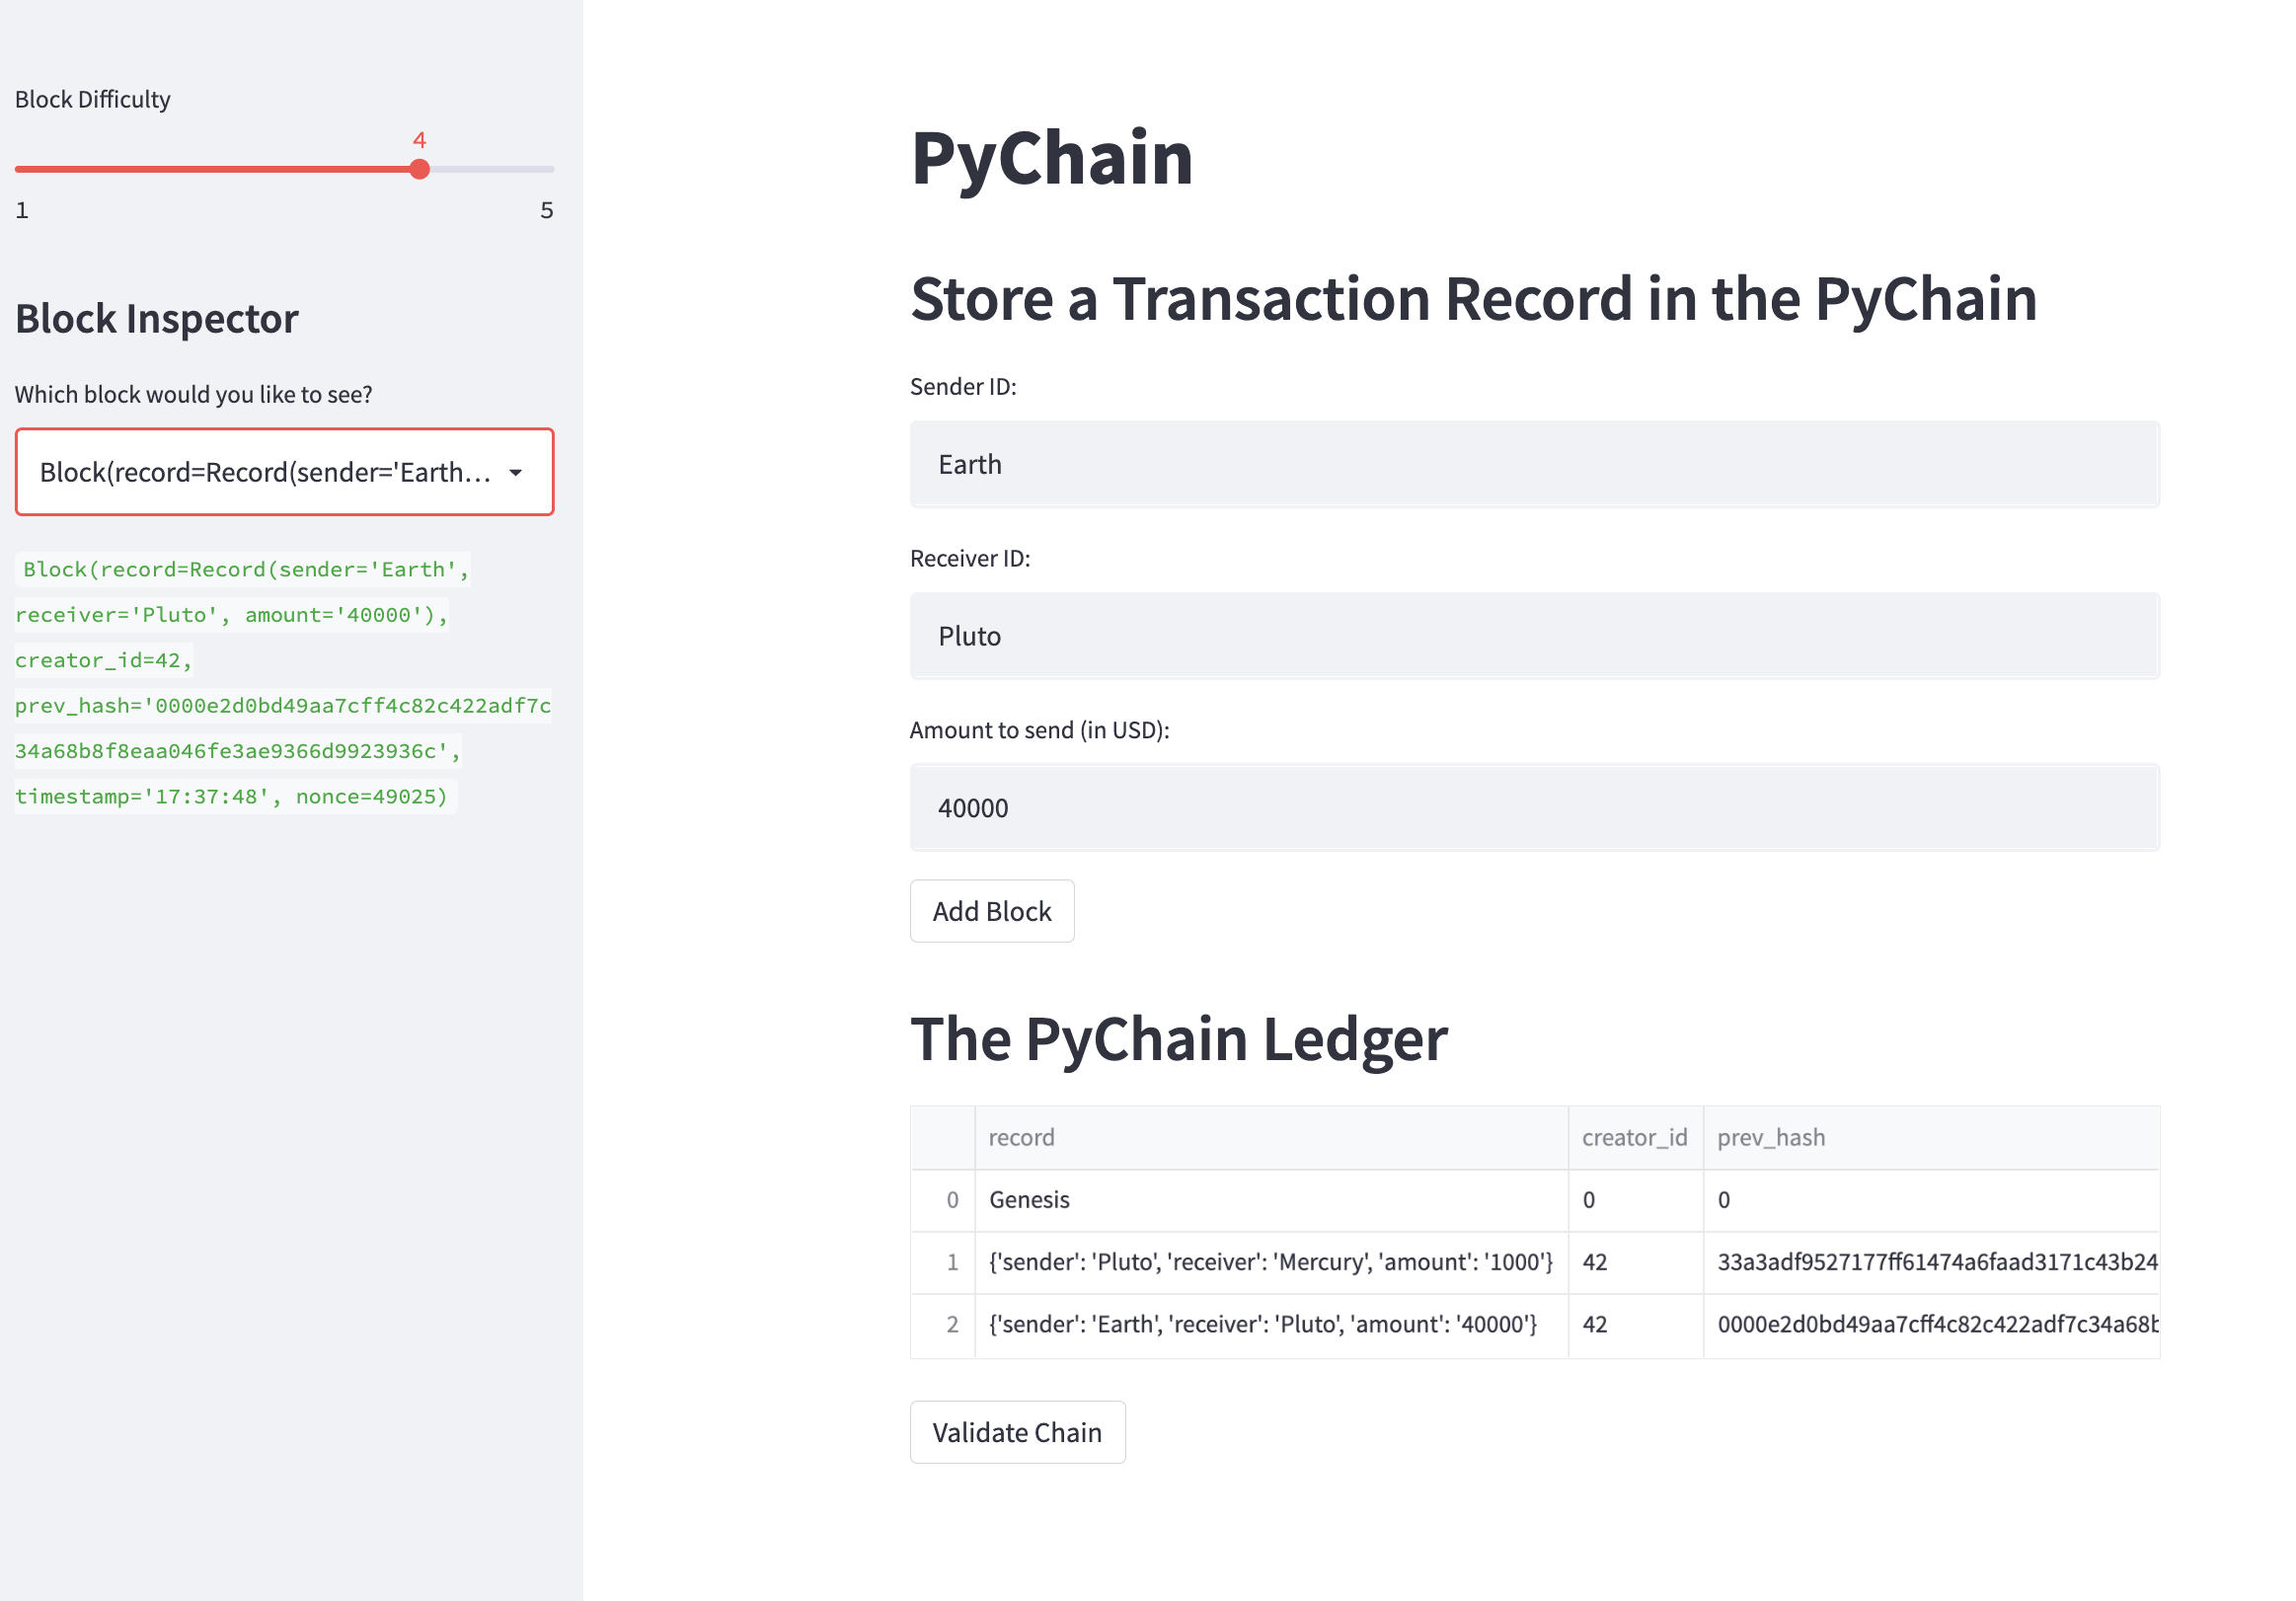 Block Difficulty
4
1 5
Block Inspector
Which block would you like to see?
Block(record=Record(sender='Earth...
Block(record=Record(sender='Earth',
receiver='Pluto', amount='40000'),
creator_id=42,
prev_hash='0000e2d0bd49aa7cff4c82c422adf7c
34a68b8f8eaa046fe3ae9366d9923936c',
timestamp='17:37:48', nonce=49025)
PyChain
Store a Transaction Record in the PyChain
Sender ID:
Earth
Receiver ID:
Pluto
Amount to send (in USD):
40000
Add Block
The PyChain Ledger
record creator_id prev_hash
0 Genesis 0 0
1 {'sender': 'Pluto', 'receiver': 'Mercury', 'amount': '1000'} 42 33a3adf9527177ff61474a6faad3171c43b24
2 {'sender': 'Earth', 'receiver': 'Pluto', 'amount': '40000'} 42 0000e2d0bd49aa7cff4c82c422adf7c34a68b
Validate Chain